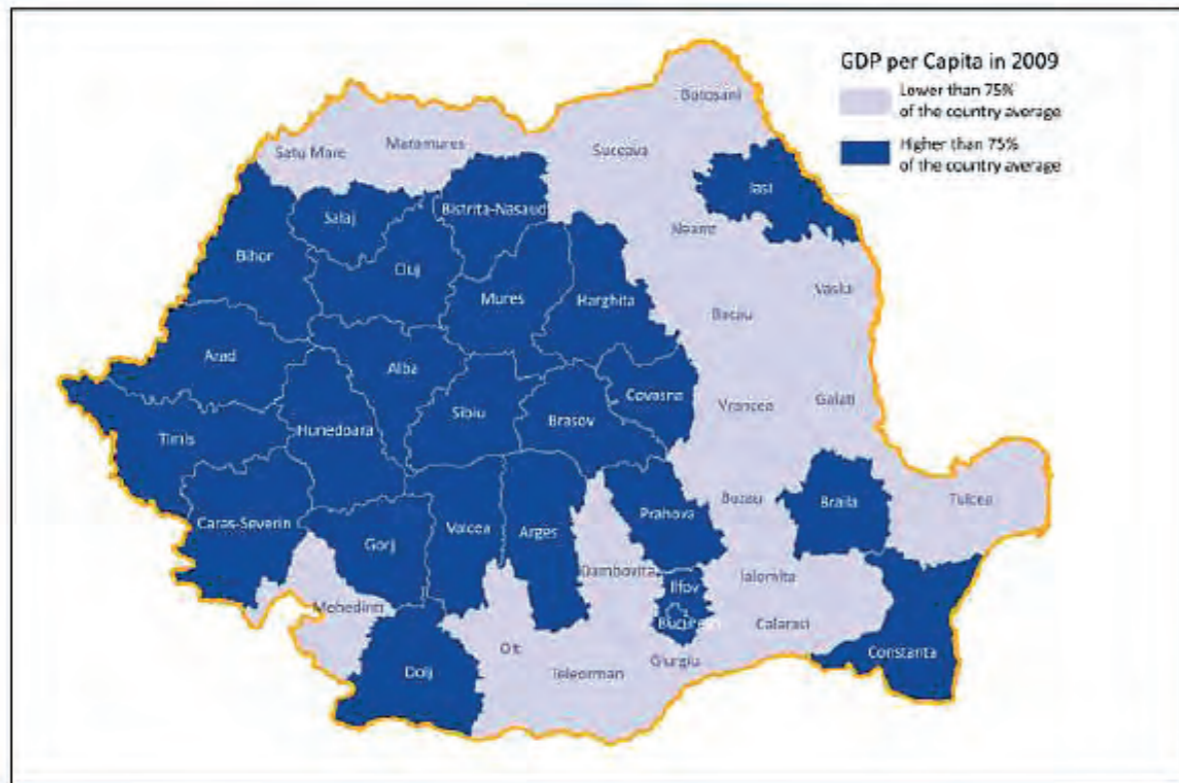 GDP per Capita in 2009
Lower than 75%
of the country average
Higher than 75%
of the country average
Botosani
Satu Mare
Maramures
Suceava
Iasi
Salaj
Bistrita-Nasaud
Neamt
Bihor
Cluj
Mures
Harghita
Vaslui
Bacau
Arad
Alba
Covasna
Vrancea
Galati
Timis
Hunedoara
Sibiu
Brasov
Caras-Severin
Gorj
Valcea
Arges
Prahova
Buzau
Braila
Tulcea
Dambovita
Ilfov
Ialomita
Mehedinti
Bucuresti
Calarasi
Dolj
Olt
Teleorman
Giurgiu
Constanta